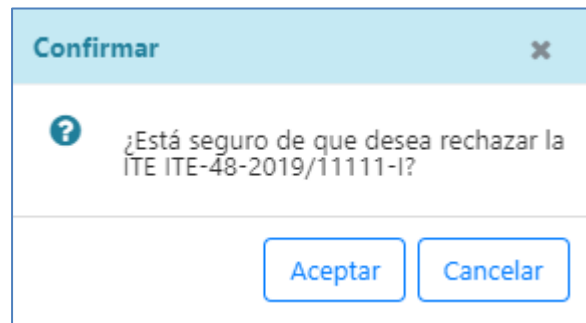 Confirmar
¿Está seguro de que desea rechazar la
ITE ITE-48-2019/11111-I?
Aceptar
Cancelar